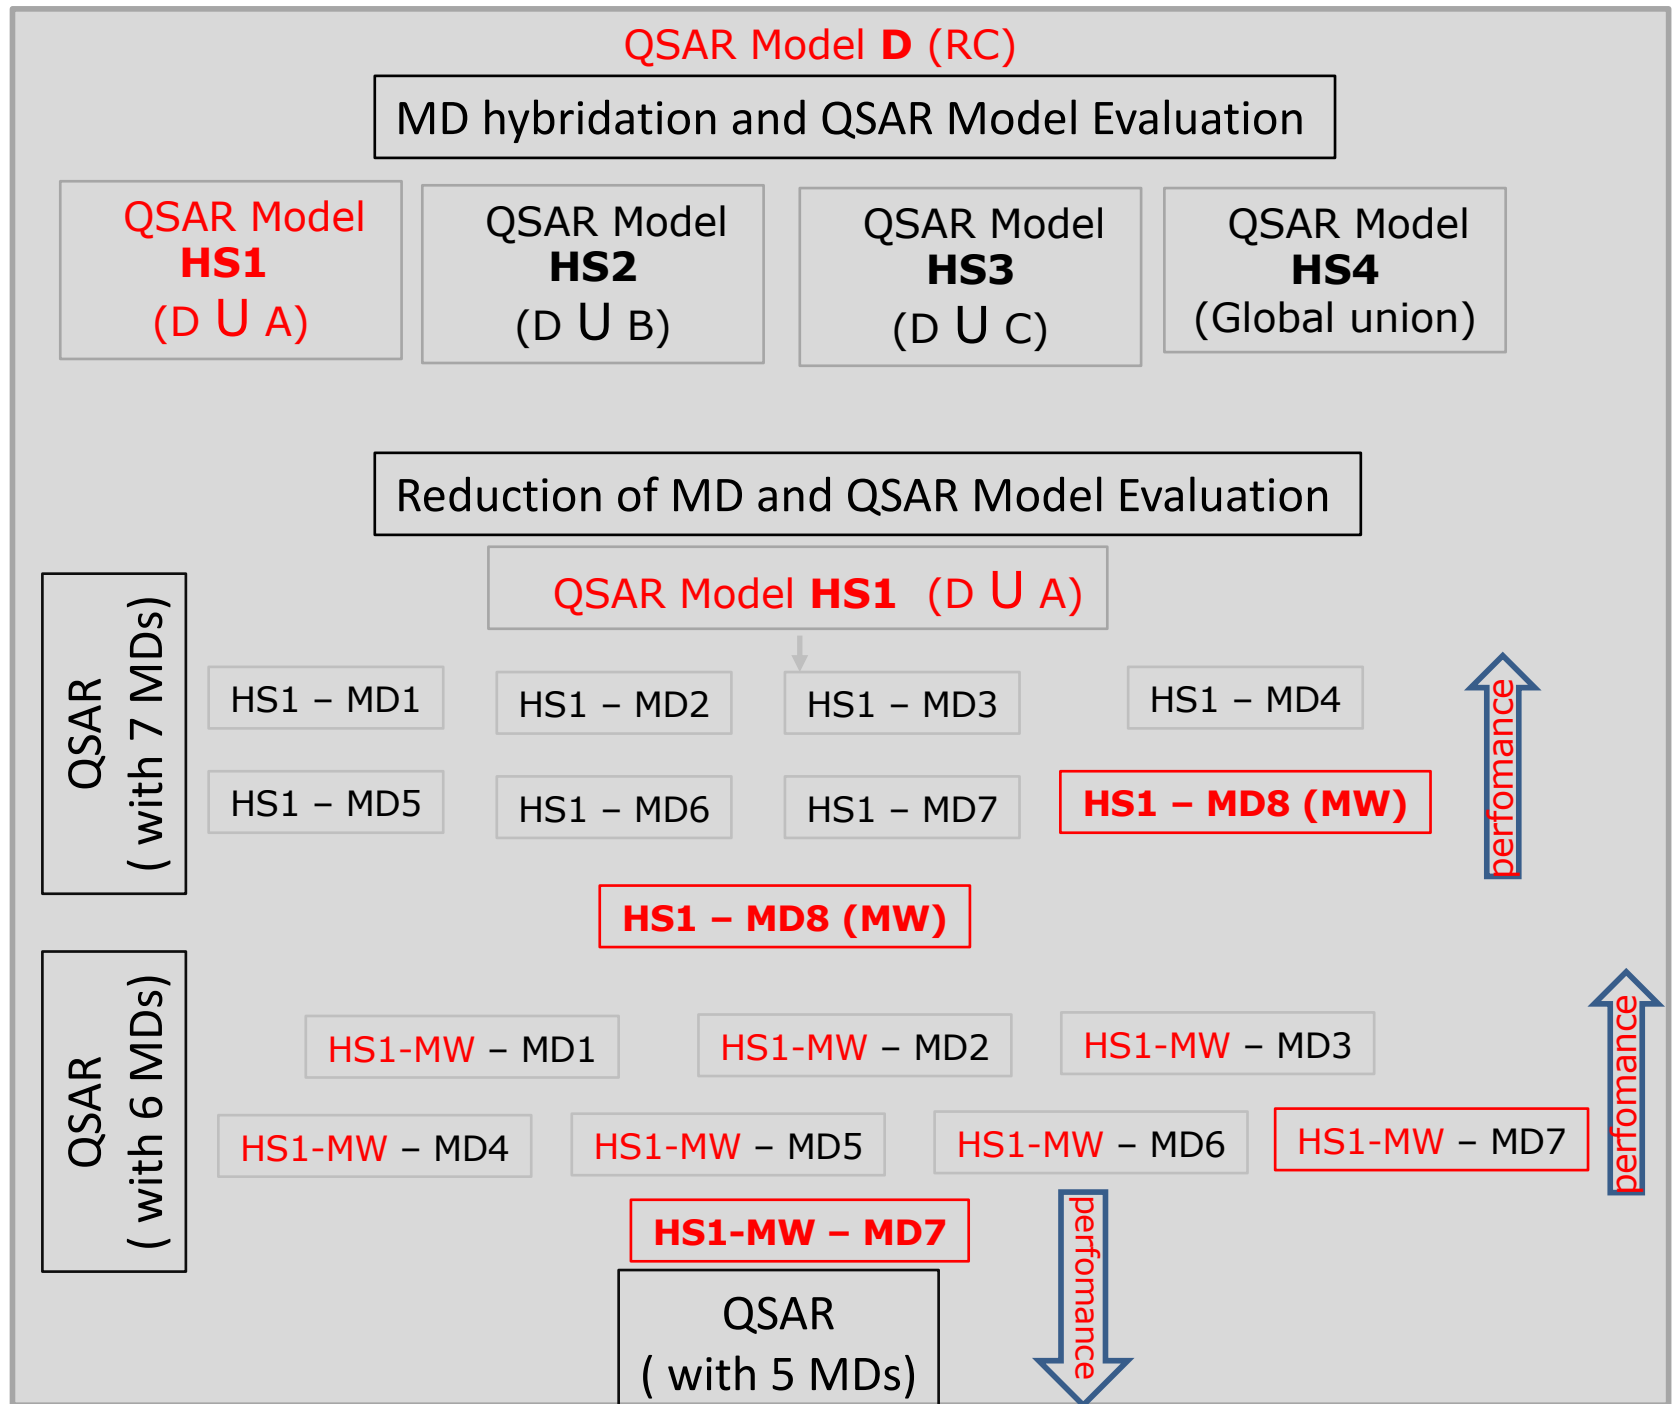 QSAR Model D (RC)
MD hybridation and QSAR Model Evaluation
QSAR Model
HS1
(D U A)
QSAR Model
HS2
(D U B)
QSAR Model
HS3
(D U C)
QSAR Model
HS4
(Global union)
Reduction of MD and QSAR Model Evaluation
QSAR Model HS1 (D U A)
QSAR
( with 7 MDs)
HS1 – MD1
HS1 – MD2
HS1 – MD3
HS1 – MD4
HS1 – MD5
HS1 – MD6
HS1 – MD7
HS1 – MD8 (MW)
perfomance
HS1 – MD8 (MW)
QSAR
( with 6 MDs)
HS1-MW – MD1
HS1-MW – MD2
HS1-MW – MD3
HS1-MW – MD4
HS1-MW – MD5
HS1-MW – MD6
HS1-MW – MD7
perfomance
HS1-MW – MD7
perfomance
QSAR
( with 5 MDs)